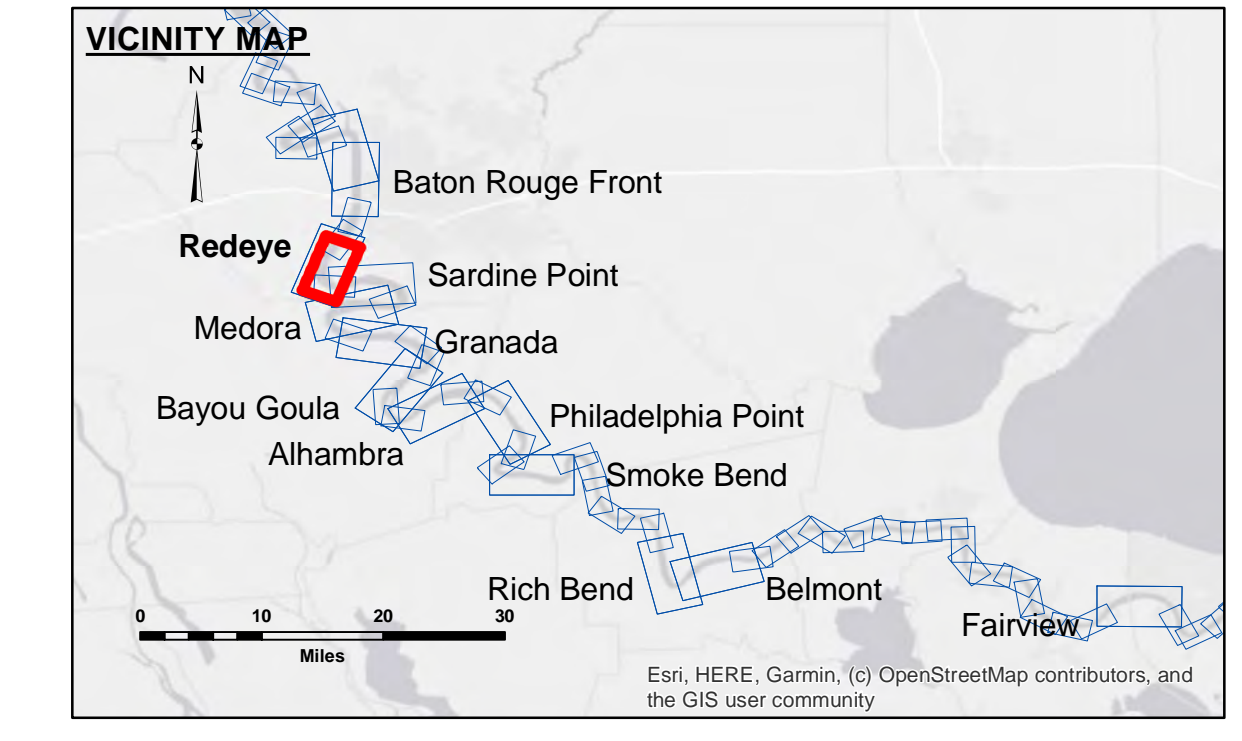 VICINITY MAP
N
Baton Rouge Front
Redeye
Sardine Point
Medora
Granada
Bayou Goula
Philadelphia Point
Alhambra
Smoke Bend
Rich Bend
Belmont
Fairview
0 10 20 30
Miles
Esri, HERE, Garmin, (c) OpenStreetMap contributors, and
the GIS user community